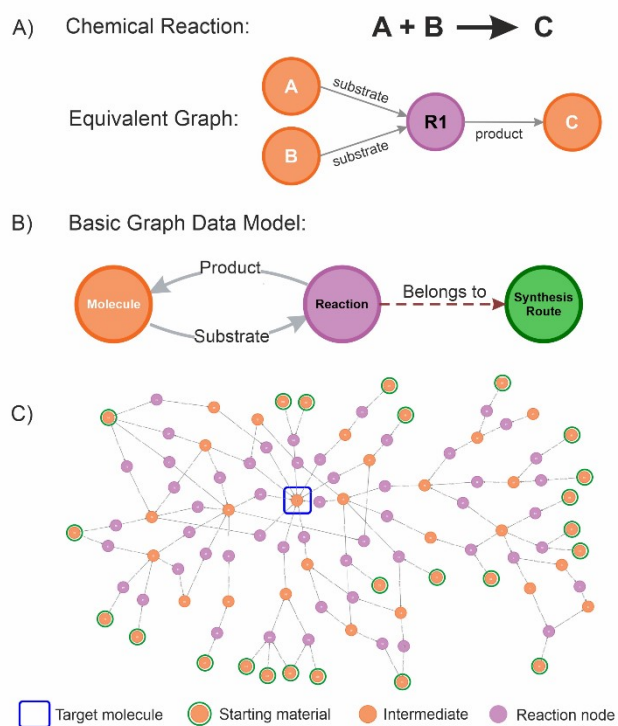 A) Chemical Reaction: A + B → C
Equivalent Graph:
A substrate
R1 product C
B substrate
B) Basic Graph Data Model:
Product
Molecule Reaction Belongs to Synthesis
Route
Substrate
C)
Target molecule Starting material Intermediate Reaction node